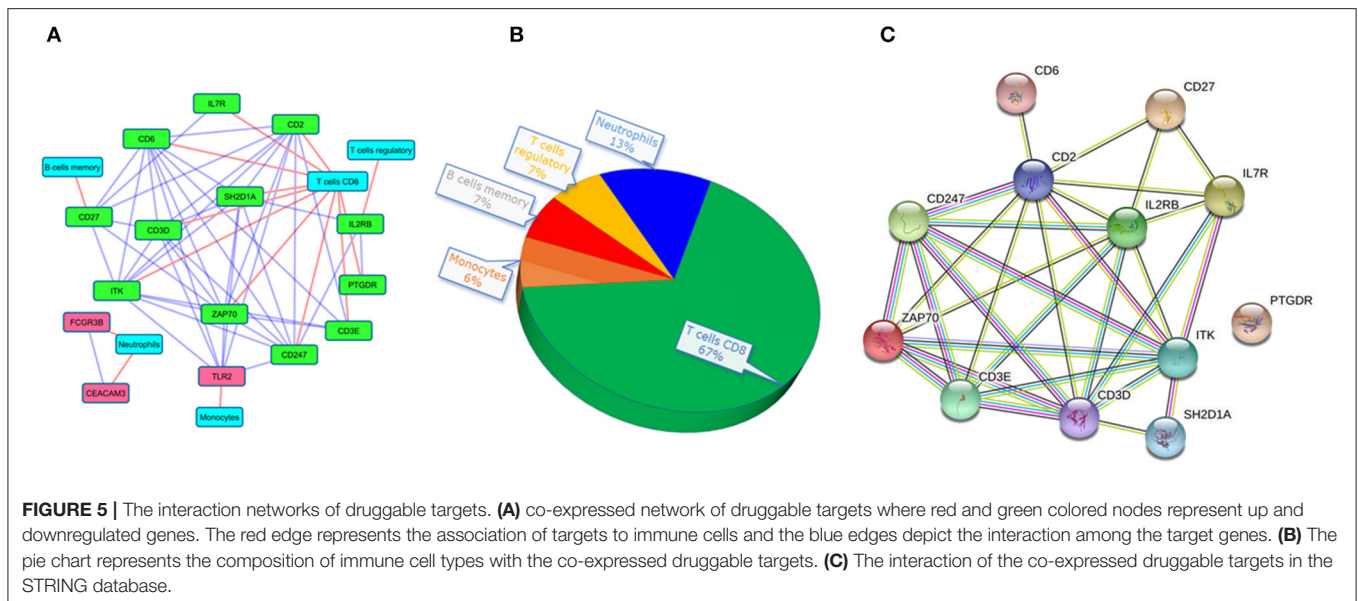 A
B
C
IL7R
CD2
CD6
T cells regulatory
B cells memory
T cells CD8
SH2D1A
CD27
CD3D
IL2RB
ITK
PTGDR
ZAP70
FCGR3B
CD3E
Neutrophils
CD247
TLR2
CEACAM3
Monocytes
Neutrophils
13%
T cells
regulatory
7%
B cells memory
7%
Monocytes
6%
T cells CD8
67%
CD6
CD27
CD2
IL7R
CD247
IL2RB
PTGDR
ZAP70
ITK
CD3E
CD3D
SH2D1A
FIGURE 5 | The interaction networks of druggable targets. (A) co-expressed network of druggable targets where red and green colored nodes represent up and
downregulated genes. The red edge represents the association of targets to immune cells and the blue edges depict the interaction among the target genes. (B) The
pie chart represents the composition of immune cell types with the co-expressed druggable targets. (C) The interaction of the co-expressed druggable targets in the
STRING database.